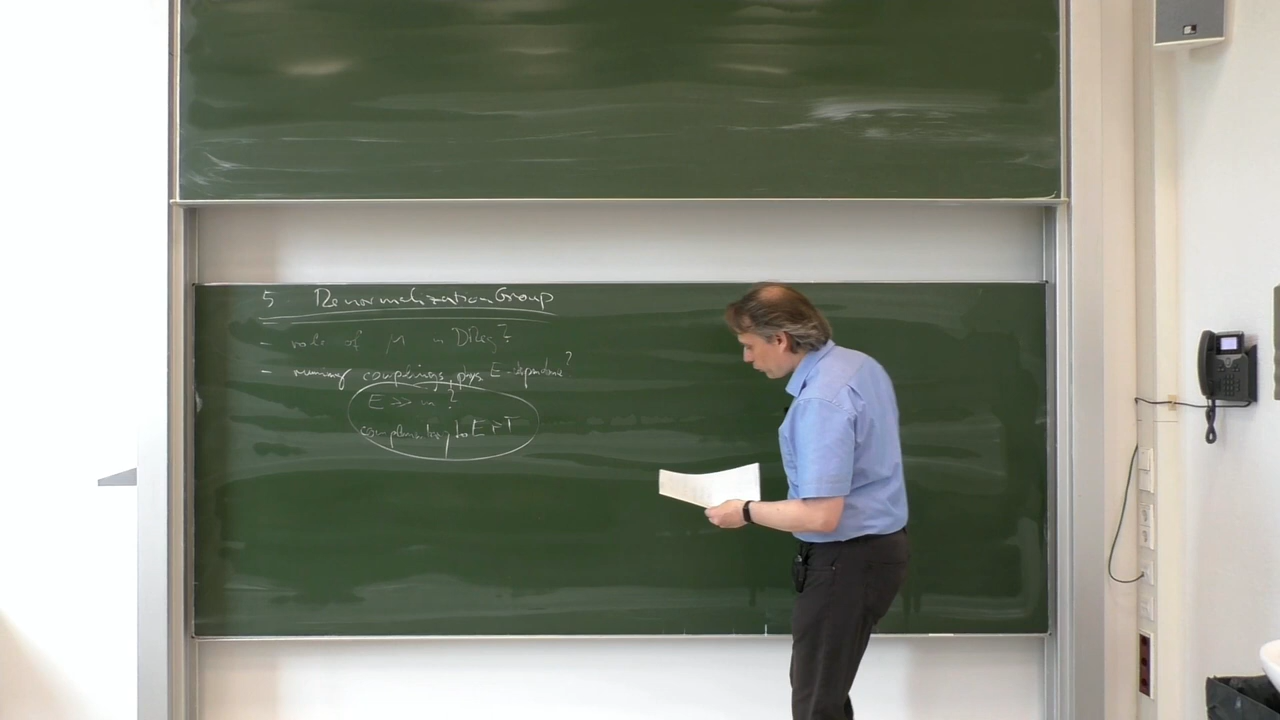 5 Renormalization Group
- role of μ in DReg?
- running couplings, phys E-dependence?
E >> m ?
complementary to EFT